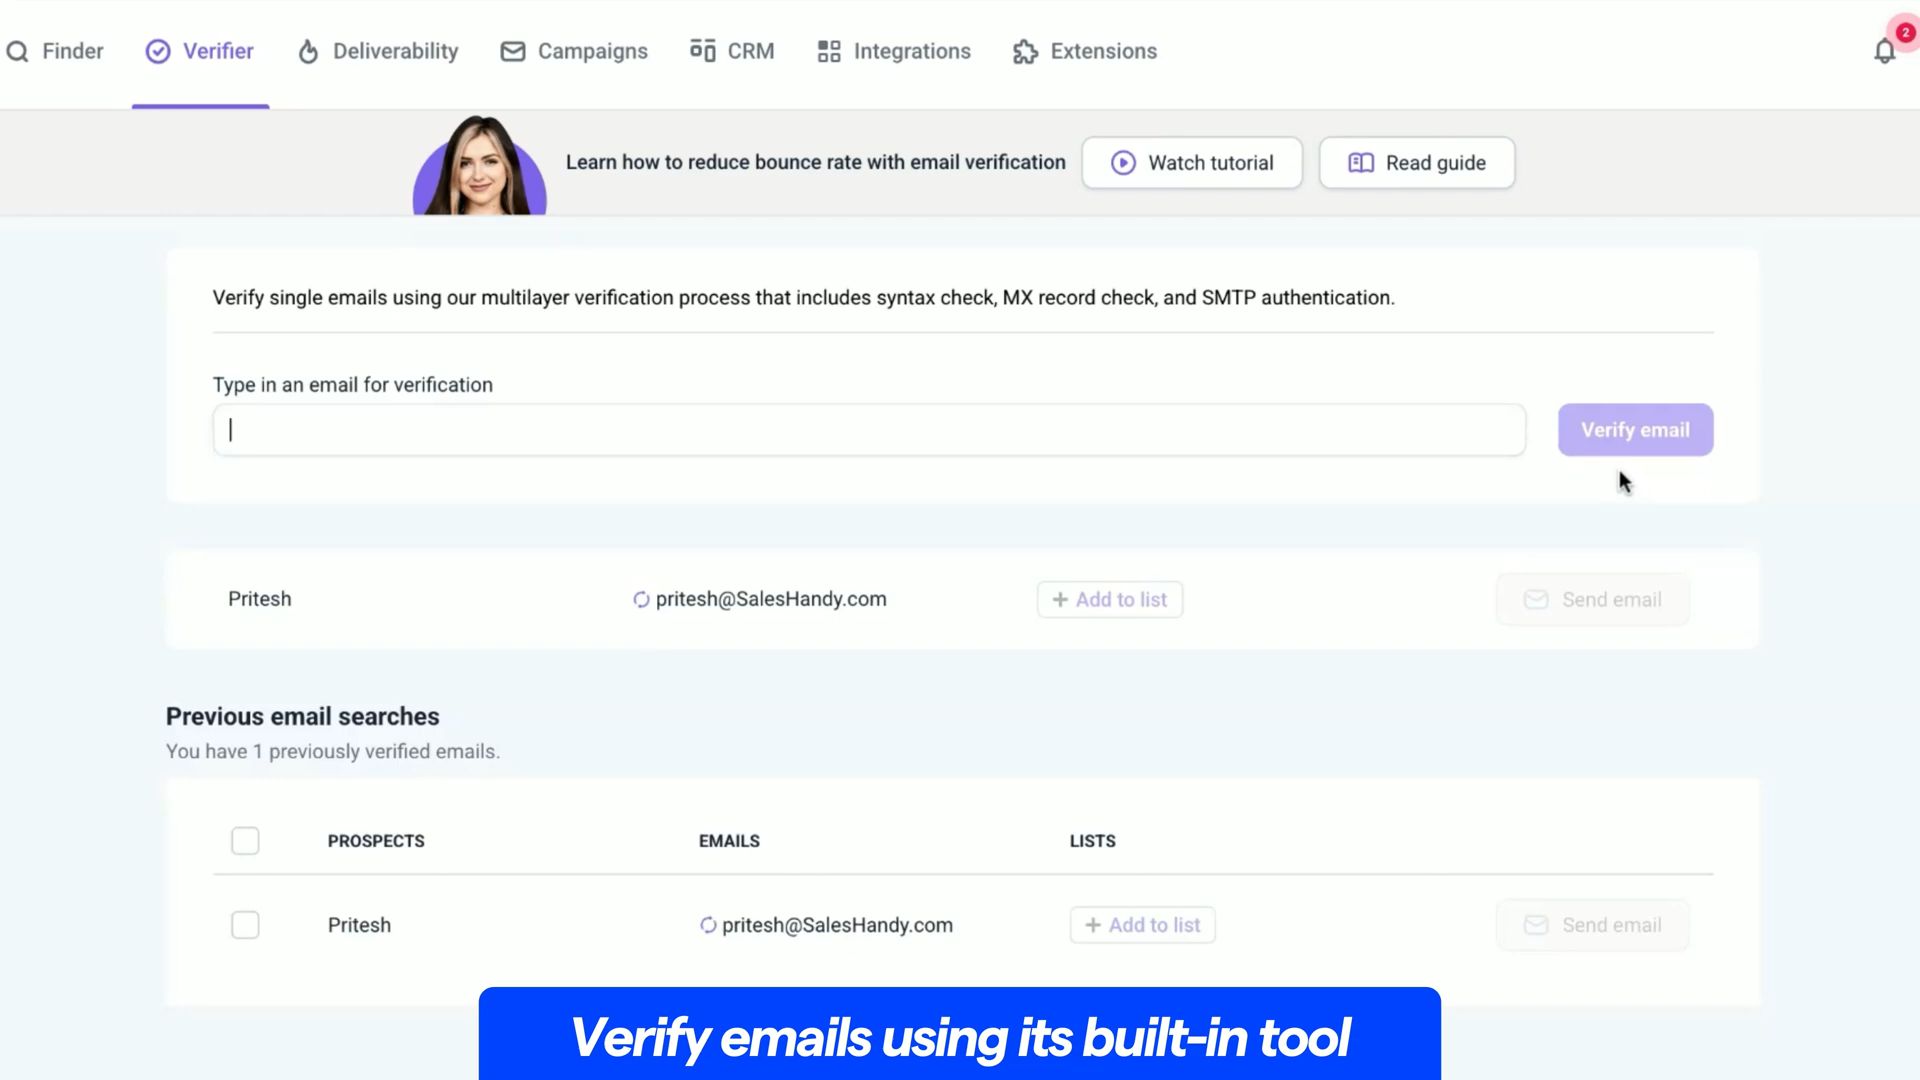 Finder Verifier Deliverability Campaigns CRM Integrations Extensions 2
Learn how to reduce bounce rate with email verification Watch tutorial Read guide
Verify single emails using our multilayer verification process that includes syntax check, MX record check, and SMTP authentication.
Type in an email for verification
Verify email
Pritesh pritesh@SalesHandy.com + Add to list Send email
Previous email searches
You have 1 previously verified emails.
PROSPECTS EMAILS LISTS
Pritesh pritesh@SalesHandy.com + Add to list Send email
Verify emails using its built-in tool